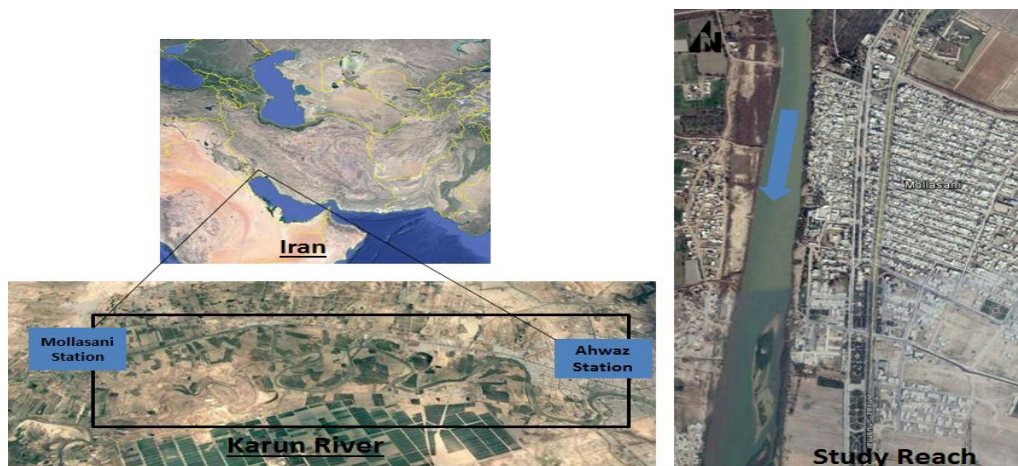 Iran
Mollasani
Station
Ahwaz
Station
Karun River
N
Mollasani
Study Reach